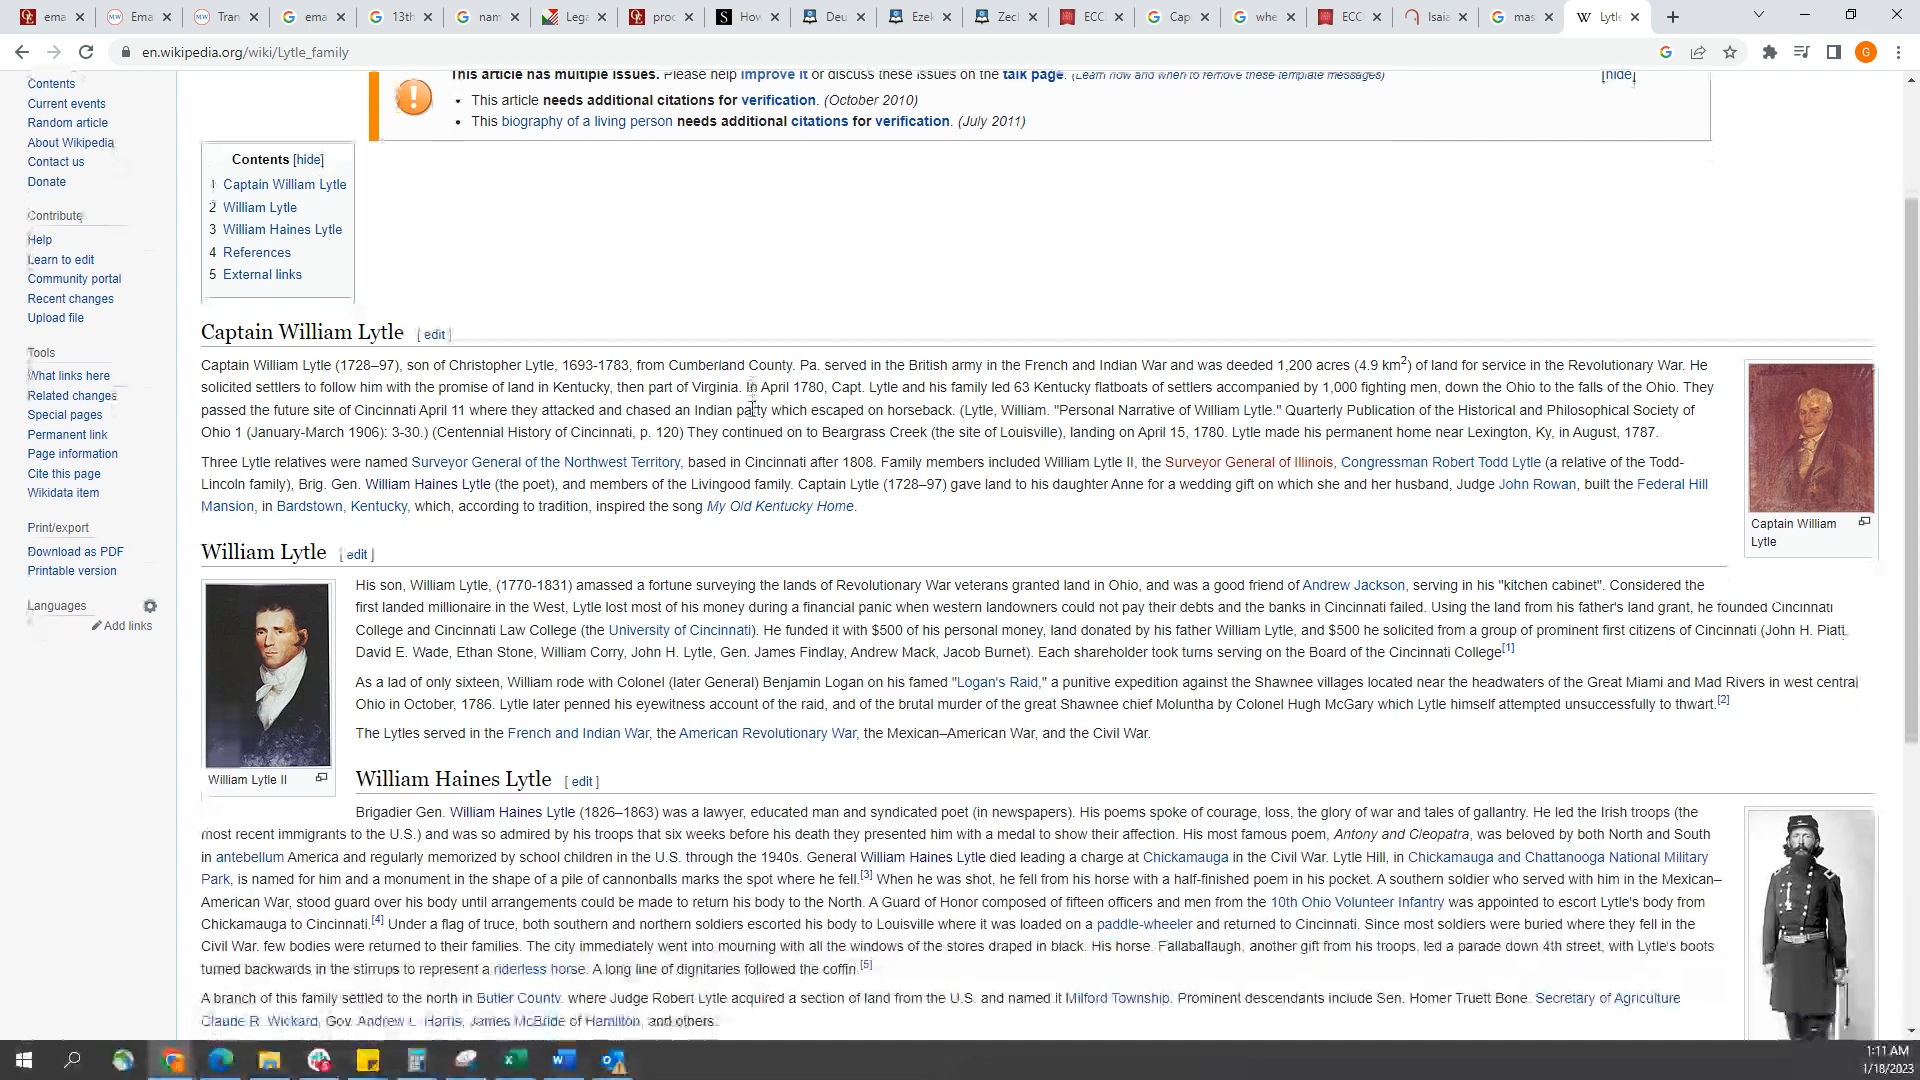 ema
Ema
Tran
ema
13th
nam
Lega
proc
How
Deu
Ezek
Zecl
ECC
Cap
whe
ECC
Isaia
mas
Lytle
en.wikipedia.org/wiki/Lytle_family
G
Contents
Current events
Random article
About Wikipedia
Contact us
Donate
Contribute
Help
Learn to edit
Community portal
Recent changes
Upload file
Tools
What links here
Related changes
Special pages
Permanent link
Page information
Cite this page
Wikidata item
Print/export
Download as PDF
Printable version
Languages
Add links
This article has multiple issues. Please help improve it or discuss these issues on the talk page. (Learn how and when to remove these template messages) [hide]
• This article needs additional citations for verification. (October 2010)
• This biography of a living person needs additional citations for verification. (July 2011)
Contents [hide]
1 Captain William Lytle
2 William Lytle
3 William Haines Lytle
4 References
5 External links
Captain William Lytle [ edit ]
Captain William Lytle (1728–97), son of Christopher Lytle, 1693-1783, from Cumberland County. Pa. served in the British army in the French and Indian War and was deeded 1,200 acres (4.9 km2) of land for service in the Revolutionary War. He
solicited settlers to follow him with the promise of land in Kentucky, then part of Virginia. In April 1780, Capt. Lytle and his family led 63 Kentucky flatboats of settlers accompanied by 1,000 fighting men, down the Ohio to the falls of the Ohio. They
passed the future site of Cincinnati April 11 where they attacked and chased an Indian party which escaped on horseback. (Lytle, William. "Personal Narrative of William Lytle." Quarterly Publication of the Historical and Philosophical Society of
Ohio 1 (January-March 1906): 3-30.) (Centennial History of Cincinnati, p. 120) They continued on to Beargrass Creek (the site of Louisville), landing on April 15, 1780. Lytle made his permanent home near Lexington, Ky, in August, 1787.
Three Lytle relatives were named Surveyor General of the Northwest Territory, based in Cincinnati after 1808. Family members included William Lytle II, the Surveyor General of Illinois, Congressman Robert Todd Lytle (a relative of the Todd-
Lincoln family), Brig. Gen. William Haines Lytle (the poet), and members of the Livingood family. Captain Lytle (1728–97) gave land to his daughter Anne for a wedding gift on which she and her husband, Judge John Rowan, built the Federal Hill
Mansion, in Bardstown, Kentucky, which, according to tradition, inspired the song My Old Kentucky Home.
Captain William
Lytle
William Lytle [ edit ]
His son, William Lytle, (1770-1831) amassed a fortune surveying the lands of Revolutionary War veterans granted land in Ohio, and was a good friend of Andrew Jackson, serving in his "kitchen cabinet". Considered the
first landed millionaire in the West, Lytle lost most of his money during a financial panic when western landowners could not pay their debts and the banks in Cincinnati failed. Using the land from his father's land grant, he founded Cincinnati
College and Cincinnati Law College (the University of Cincinnati). He funded it with $500 of his personal money, land donated by his father William Lytle, and $500 he solicited from a group of prominent first citizens of Cincinnati (John H. Piatt,
David E. Wade, Ethan Stone, William Corry, John H. Lytle, Gen. James Findlay, Andrew Mack, Jacob Burnet). Each shareholder took turns serving on the Board of the Cincinnati College[1]
As a lad of only sixteen, William rode with Colonel (later General) Benjamin Logan on his famed "Logan's Raid," a punitive expedition against the Shawnee villages located near the headwaters of the Great Miami and Mad Rivers in west central
Ohio in October, 1786. Lytle later penned his eyewitness account of the raid, and of the brutal murder of the great Shawnee chief Moluntha by Colonel Hugh McGary which Lytle himself attempted unsuccessfully to thwart.[2]
The Lytles served in the French and Indian War, the American Revolutionary War, the Mexican–American War, and the Civil War.
William Lytle II
William Haines Lytle [ edit ]
Brigadier Gen. William Haines Lytle (1826–1863) was a lawyer, educated man and syndicated poet (in newspapers). His poems spoke of courage, loss, the glory of war and tales of gallantry. He led the Irish troops (the
most recent immigrants to the U.S.) and was so admired by his troops that six weeks before his death they presented him with a medal to show their affection. His most famous poem, Antony and Cleopatra, was beloved by both North and South
in antebellum America and regularly memorized by school children in the U.S. through the 1940s. General William Haines Lytle died leading a charge at Chickamauga in the Civil War. Lytle Hill, in Chickamauga and Chattanooga National Military
Park, is named for him and a monument in the shape of a pile of cannonballs marks the spot where he fell.[3] When he was shot, he fell from his horse with a half-finished poem in his pocket. A southern soldier who served with him in the Mexican–
American War, stood guard over his body until arrangements could be made to return his body to the North. A Guard of Honor composed of fifteen officers and men from the 10th Ohio Volunteer Infantry was appointed to escort Lytle's body from
Chickamauga to Cincinnati.[4] Under a flag of truce, both southern and northern soldiers escorted his body to Louisville where it was loaded on a paddle-wheeler and returned to Cincinnati. Since most soldiers were buried where they fell in the
Civil War. few bodies were returned to their families. The city immediately went into mourning with all the windows of the stores draped in black. His horse. Fallaballaugh, another gift from his troops, led a parade down 4th street, with Lytle's boots
turned backwards in the stirrups to represent a riderless horse. A long line of dignitaries followed the coffin.[5]
A branch of this family settled to the north in Butler County. where Judge Robert Lytle acquired a section of land from the U.S. and named it Milford Township. Prominent descendants include Sen. Homer Truett Bone. Secretary of Agriculture
Claude R. Wickard, Gov. Andrew L. Harris, James McBride of Hamilton, and others.
1:11 AM
1/18/2023